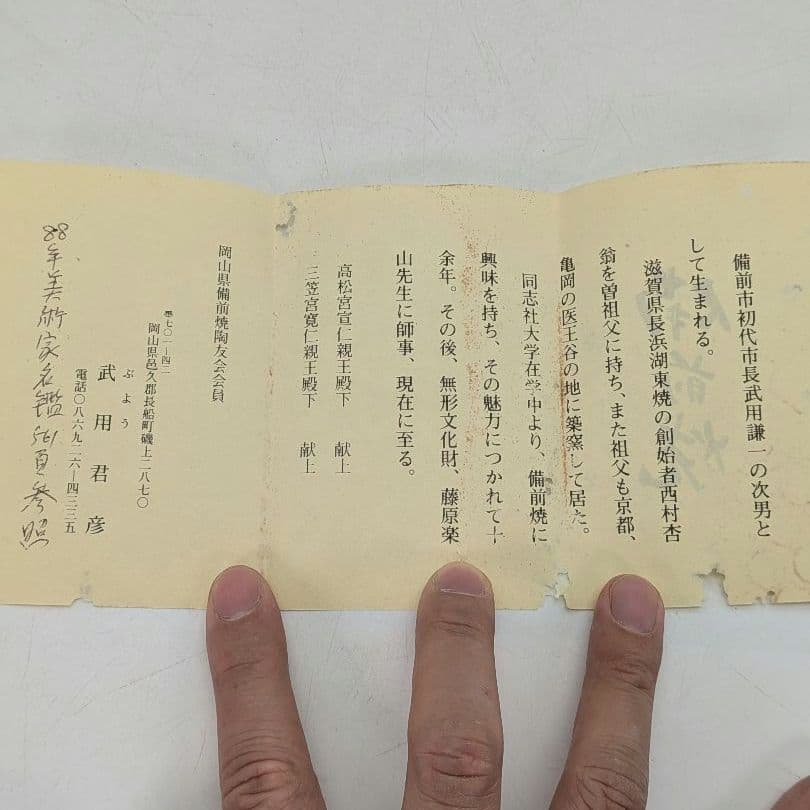 備前市初代市長武用謙一の次男と
して生まれる。
滋賀県長浜湖東焼の創始者西村杏
翁を曽祖父に持ち、また祖父も京都、
亀岡の医王谷の地に築窯して居た。
同志社大学在学中より、備前焼に
興味を持ち、その魅力につかれて十
余年。その後、無形文化財、藤原楽
山先生に師事、現在に至る。
高松宮宣仁親王殿下 献上
三笠宮寛仁親王殿下 献上
岡山県備前焼陶友会会員
〒七〇一―四二
岡山県邑久郡長船町磯上二八七〇
ぶよう
武用君彦
電話〇八六九二六―四三三五
88年美術家名鑑561頁参照